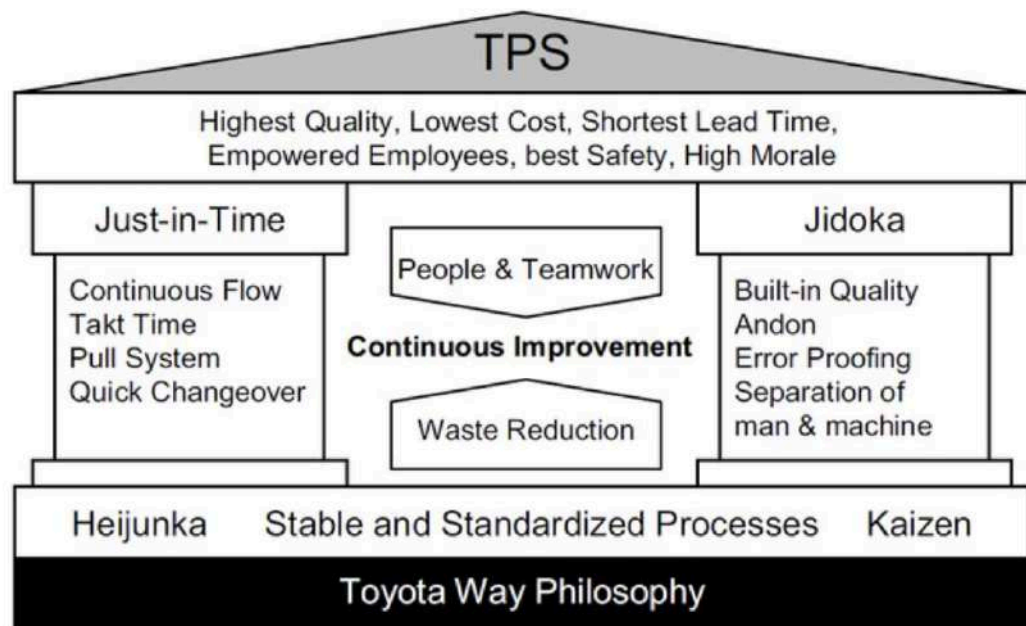 TPS
Highest Quality, Lowest Cost, Shortest Lead Time,
Empowered Employees, best Safety, High Morale
Just-in-Time
Continuous Flow
Takt Time
Pull System
Quick Changeover
People & Teamwork
Continuous Improvement
Waste Reduction
Jidoka
Built-in Quality
Andon
Error Proofing
Separation of
man & machine
Heijunka Stable and Standardized Processes Kaizen
Toyota Way Philosophy